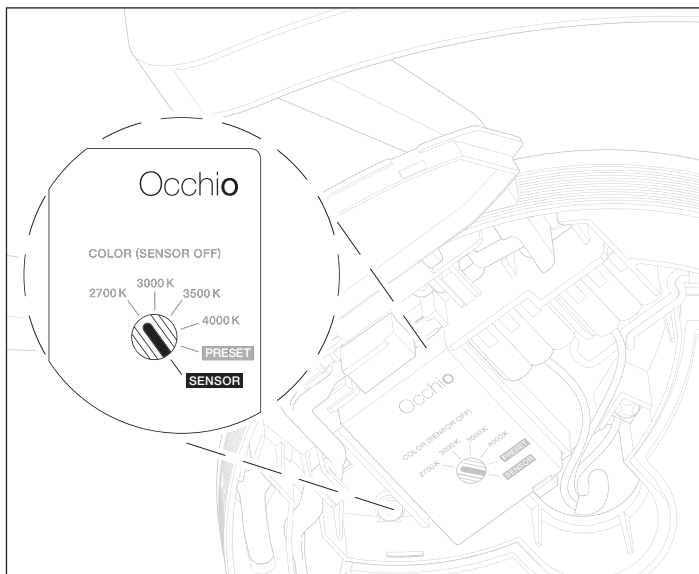 Occhio
COLOR (SENSOR OFF)
2700 K
3000 K
3500 K
4000 K
PRESET
SENSOR
Occhio
COLOR (SENSOR OFF)
2700 K
3000 K
3500 K
4000 K
PRESET
SENSOR